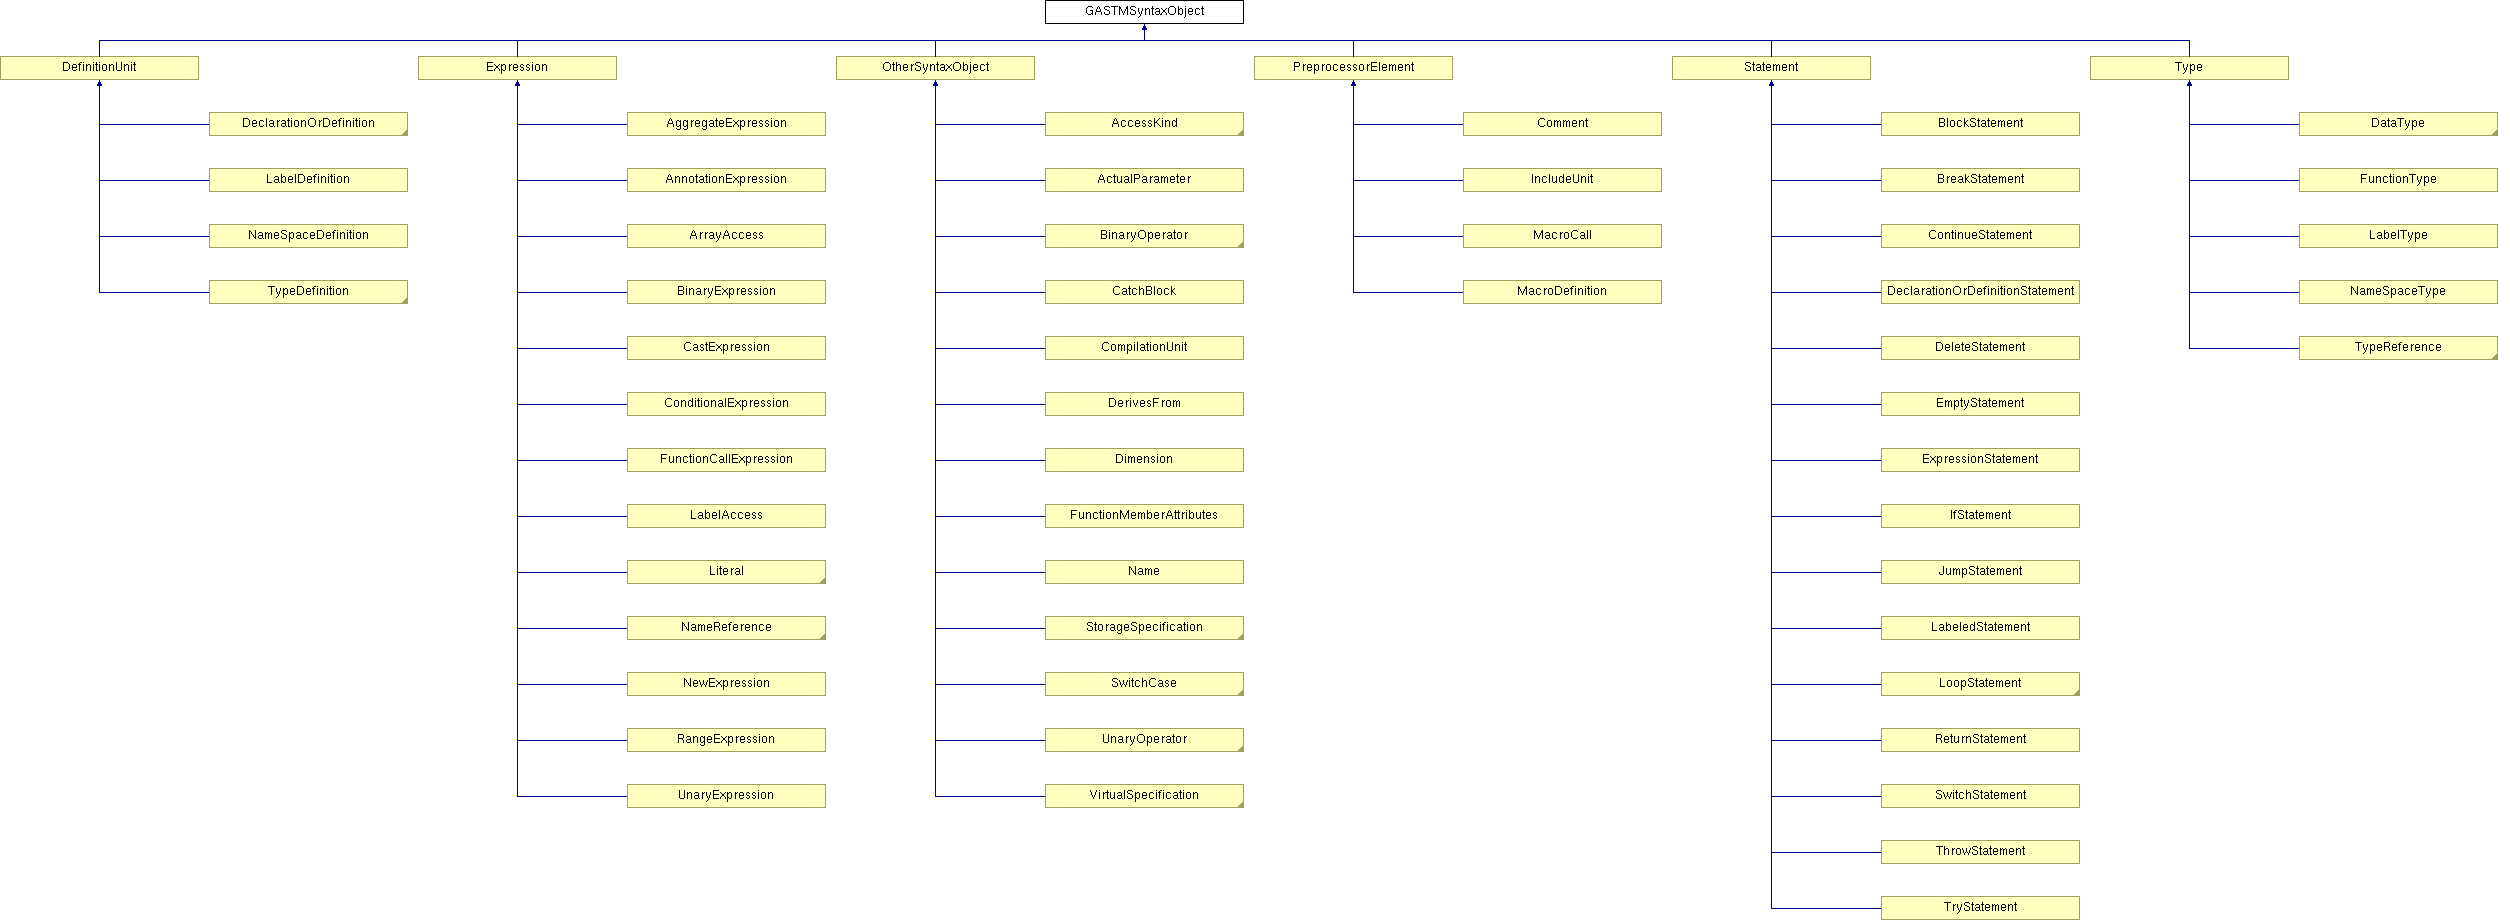 GASTMSyntaxObject
DefinitionUnit
Expression
OtherSyntaxObject
PreprocessorElement
Statement
Type
DeclarationOrDefinition
LabelDefinition
NameSpaceDefinition
TypeDefinition
AggregateExpression
AnnotationExpression
ArrayAccess
BinaryExpression
CastExpression
ConditionalExpression
FunctionCallExpression
LabelAccess
Literal
NameReference
NewExpression
RangeExpression
UnaryExpression
AccessKind
ActualParameter
BinaryOperator
CatchBlock
CompilationUnit
DerivesFrom
Dimension
FunctionMemberAttributes
Name
StorageSpecification
SwitchCase
UnaryOperator
VirtualSpecification
Comment
IncludeUnit
MacroCall
MacroDefinition
BlockStatement
BreakStatement
ContinueStatement
DeclarationOrDefinitionStatement
DeleteStatement
EmptyStatement
ExpressionStatement
IfStatement
JumpStatement
LabeledStatement
LoopStatement
ReturnStatement
SwitchStatement
ThrowStatement
TryStatement
DataType
FunctionType
LabelType
NameSpaceType
TypeReference